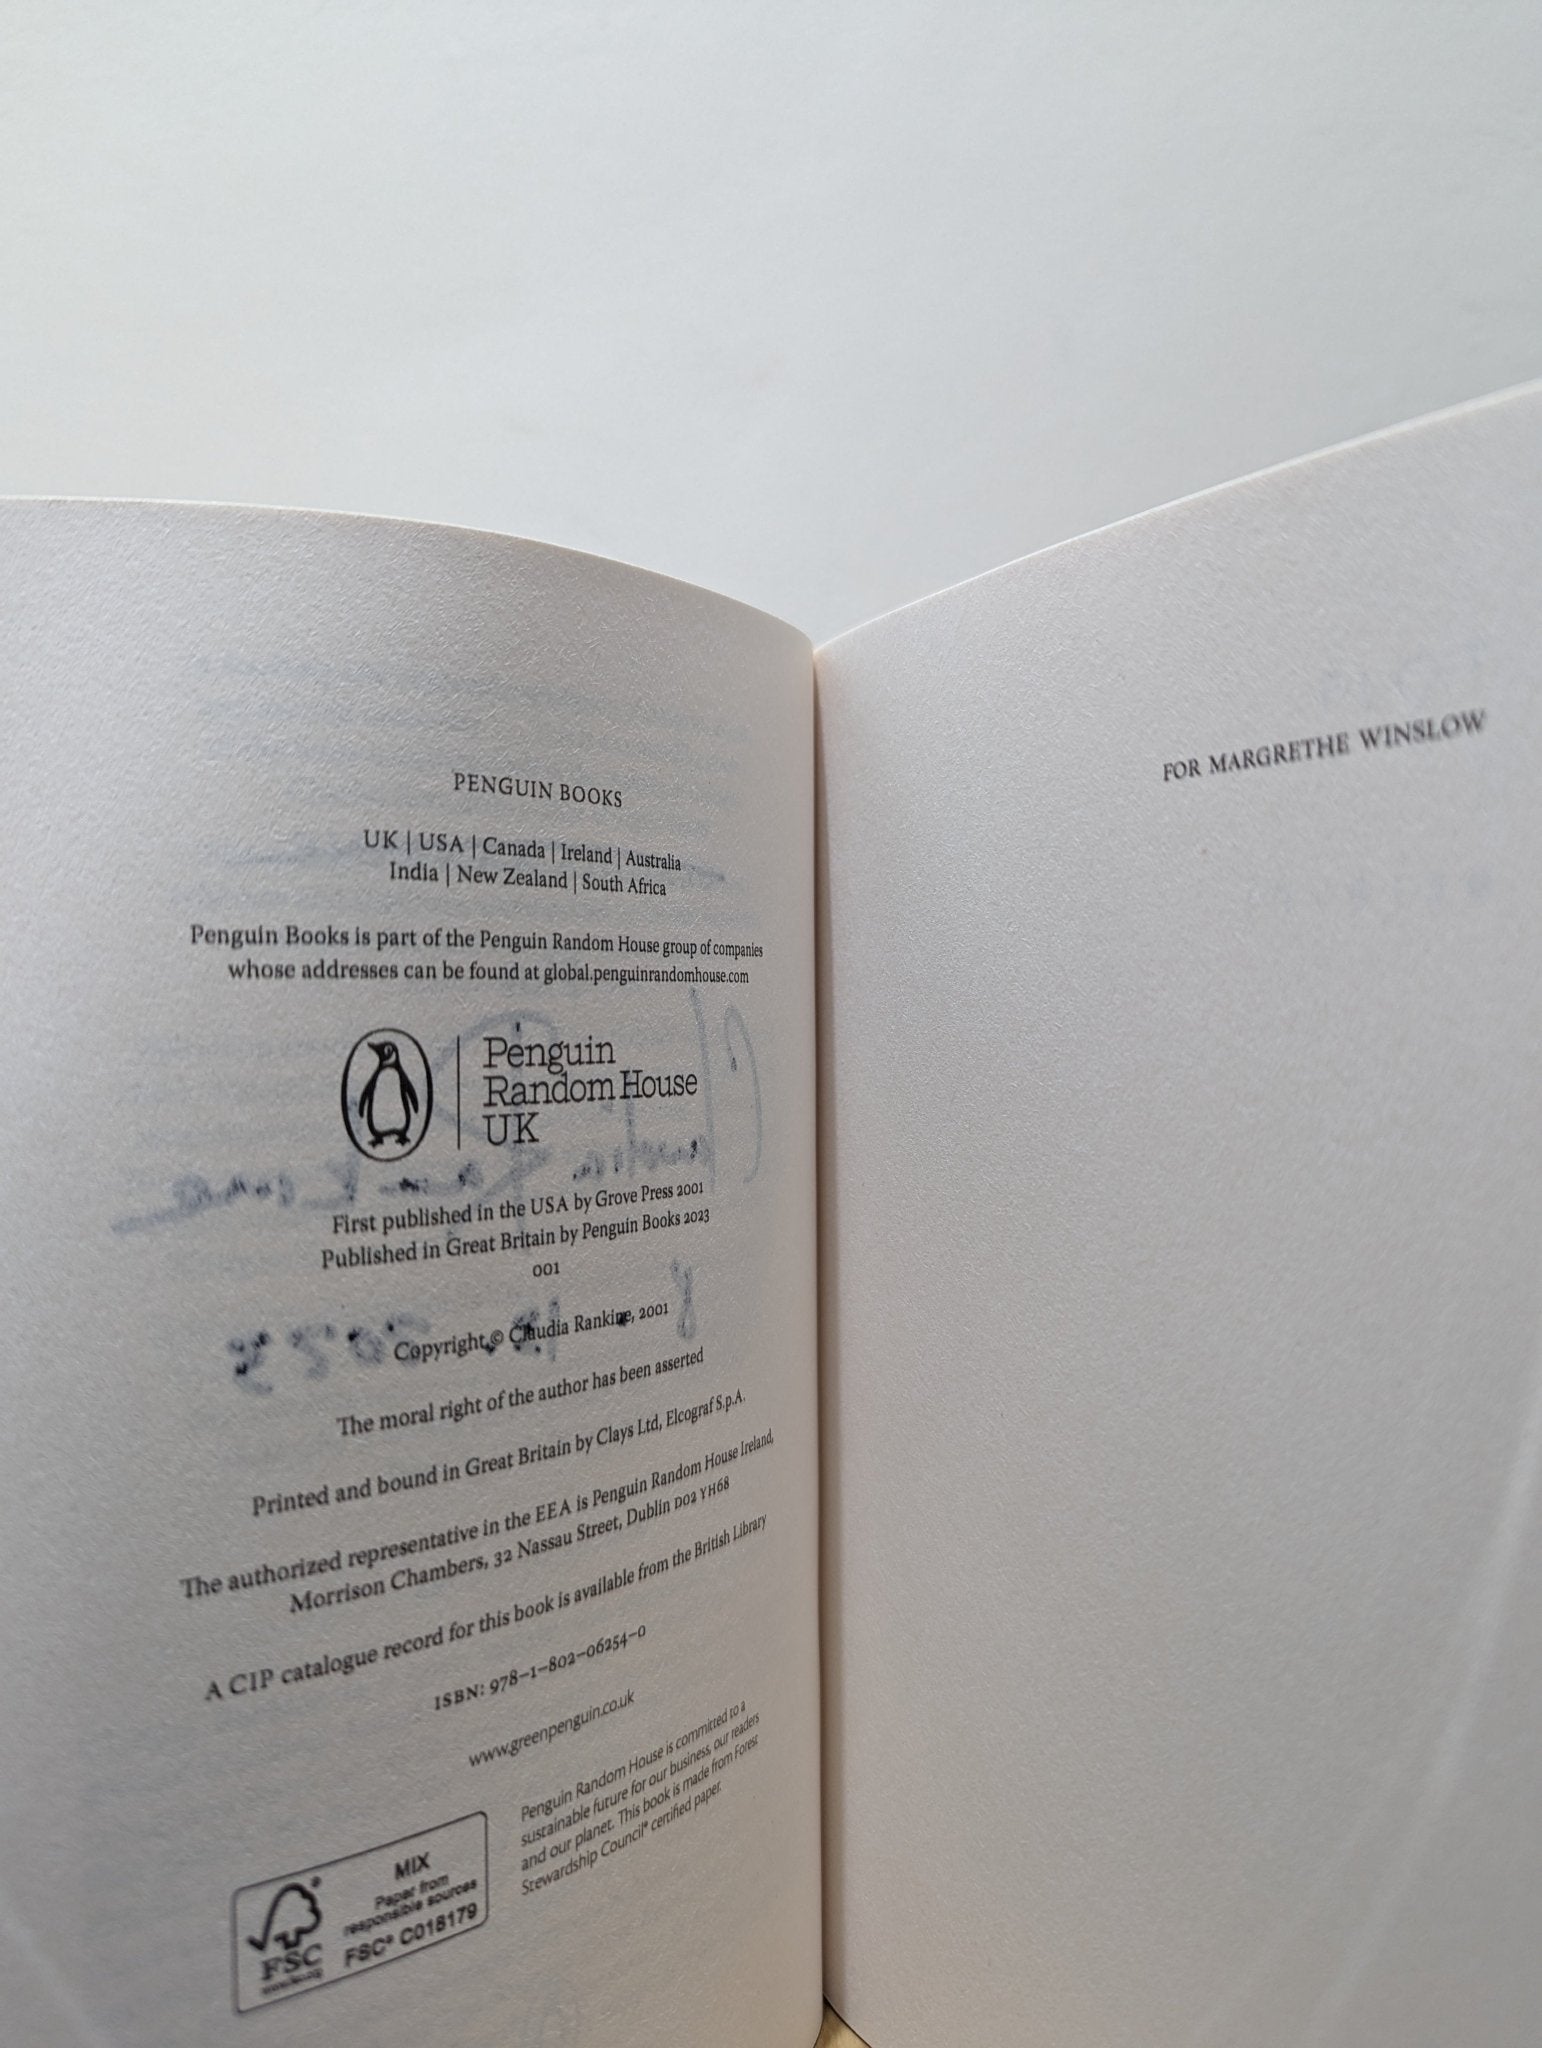 PENGUIN BOOKS
UK | USA | Canada | Ireland | Australia
India | New Zealand | South Africa
Penguin Books is part of the Penguin Random House group of companies
whose addresses can be found at global.penguinrandomhouse.com
Penguin
Random House
UK
First published in the USA by Grove Press 2001
Published in Great Britain by Penguin Books 2023
001
Copyright © Claudia Rankine, 2001
The moral right of the author has been asserted
Printed and bound in Great Britain by Clays Ltd, Elcograf S.p.A.
The authorized representative in the EEA is Penguin Random House Ireland,
Morrison Chambers, 32 Nassau Street, Dublin D02 YH68
A CIP catalogue record for this book is available from the British Library
ISBN: 978-1-802-06254-0
www.greenpenguin.co.uk
Penguin Random House is committed to a
sustainable future for our business, our readers
and our planet. This book is made from Forest
Stewardship Council® certified paper.
MIX
Paper from
responsible sources
FSC® C018179
FSC
FOR MARGRETHE WINSLOW